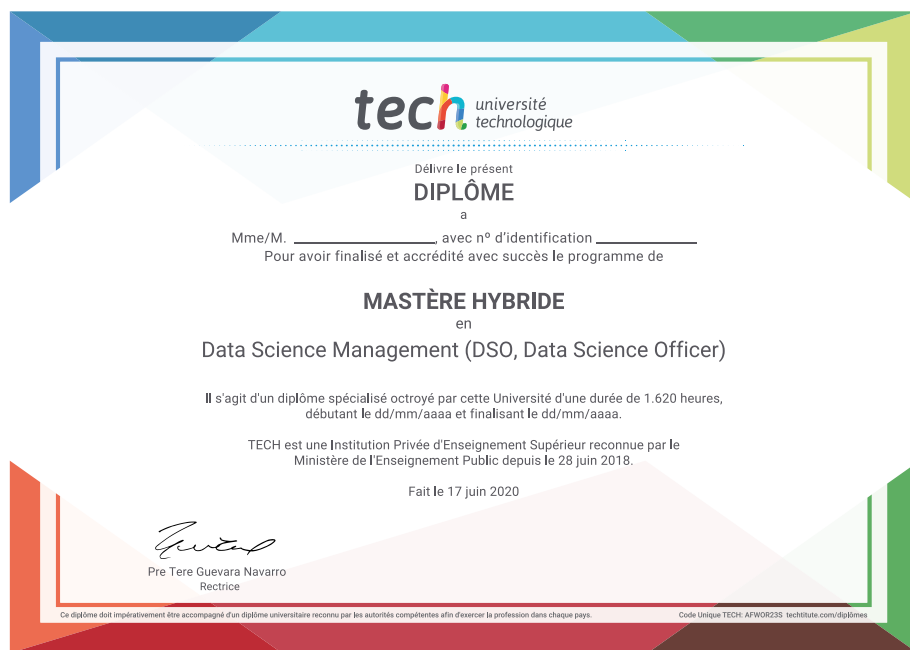 tech université
technologique
Délivre le présent
DIPLÔME
a
Mme/M. ________________, avec nº d'identification ____________
Pour avoir finalisé et accrédité avec succès le programme de
MASTÈRE HYBRIDE
en
Data Science Management (DSO, Data Science Officer)
Il s'agit d'un diplôme spécialisé octroyé par cette Université d'une durée de 1.620 heures,
débutant le dd/mm/aaaa et finalisant le dd/mm/aaaa.
TECH est une Institution Privée d'Enseignement Supérieur reconnue par le
Ministère de l'Enseignement Public depuis le 28 juin 2018.
Fait le 17 juin 2020
Pre Tere Guevara Navarro
Rectrice
Ce diplôme doit impérativement être accompagné d'un diplôme universitaire reconnu par les autorités compétentes afin d'exercer la profession dans chaque pays. Code Unique TECH: AFWOR23S techtitute.com/diplômes